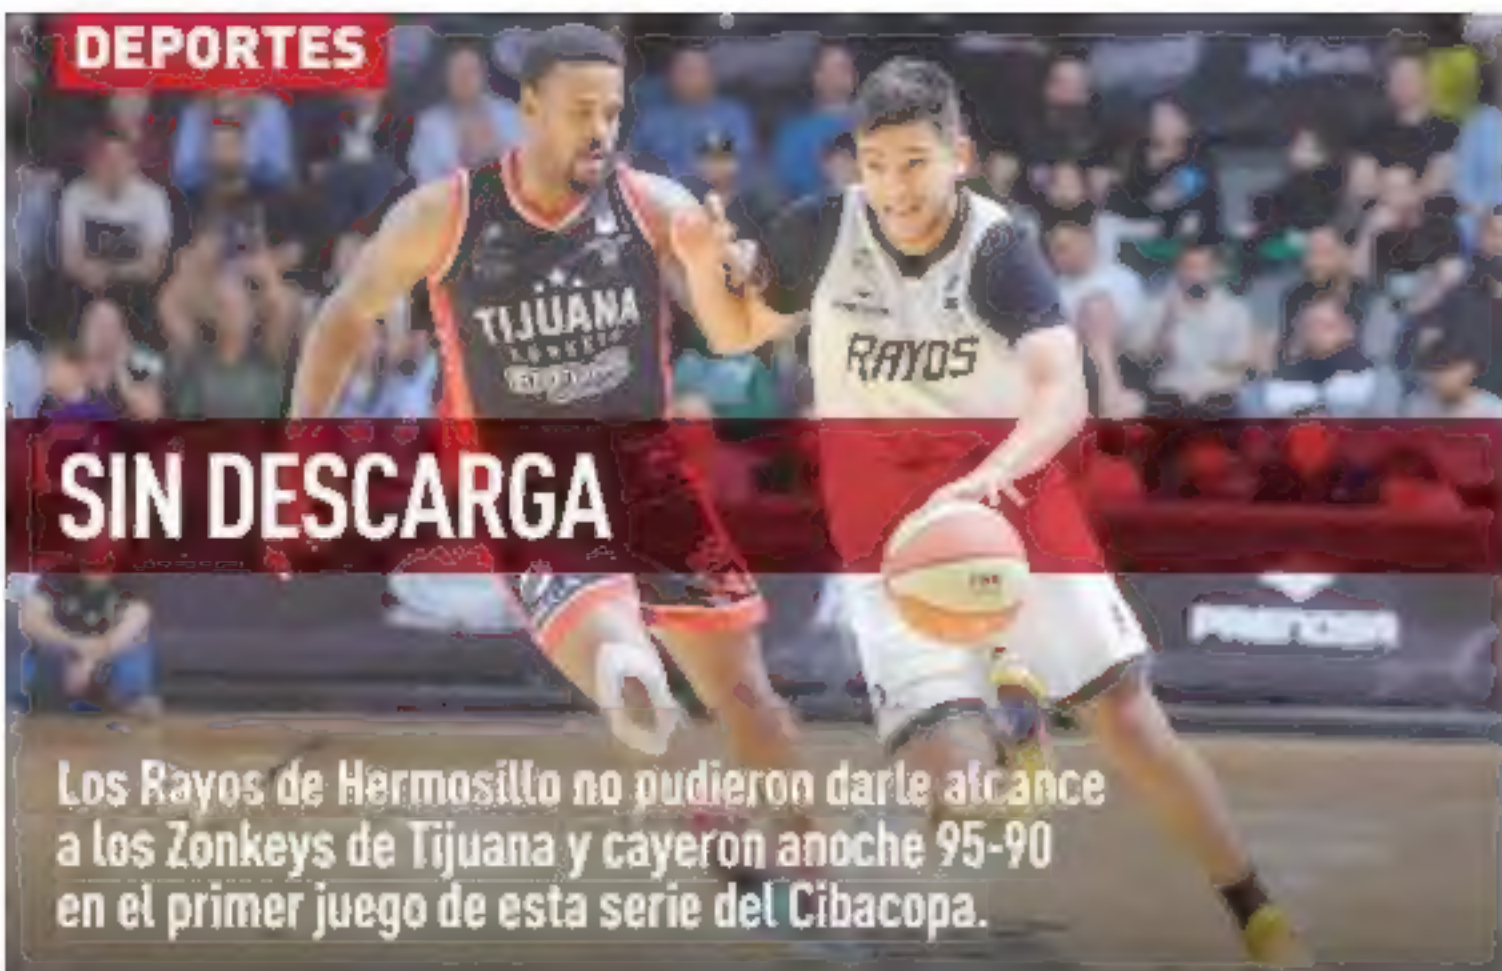 DEPORTES
TIJUANA
RAYOS
SIN DESCARGA
Los Rayos de Hermosillo no pudieron darle alcance
a los Zonkeys de Tijuana y cayeron anoche 95-90
en el primer juego de esta serie del Cibacopa.